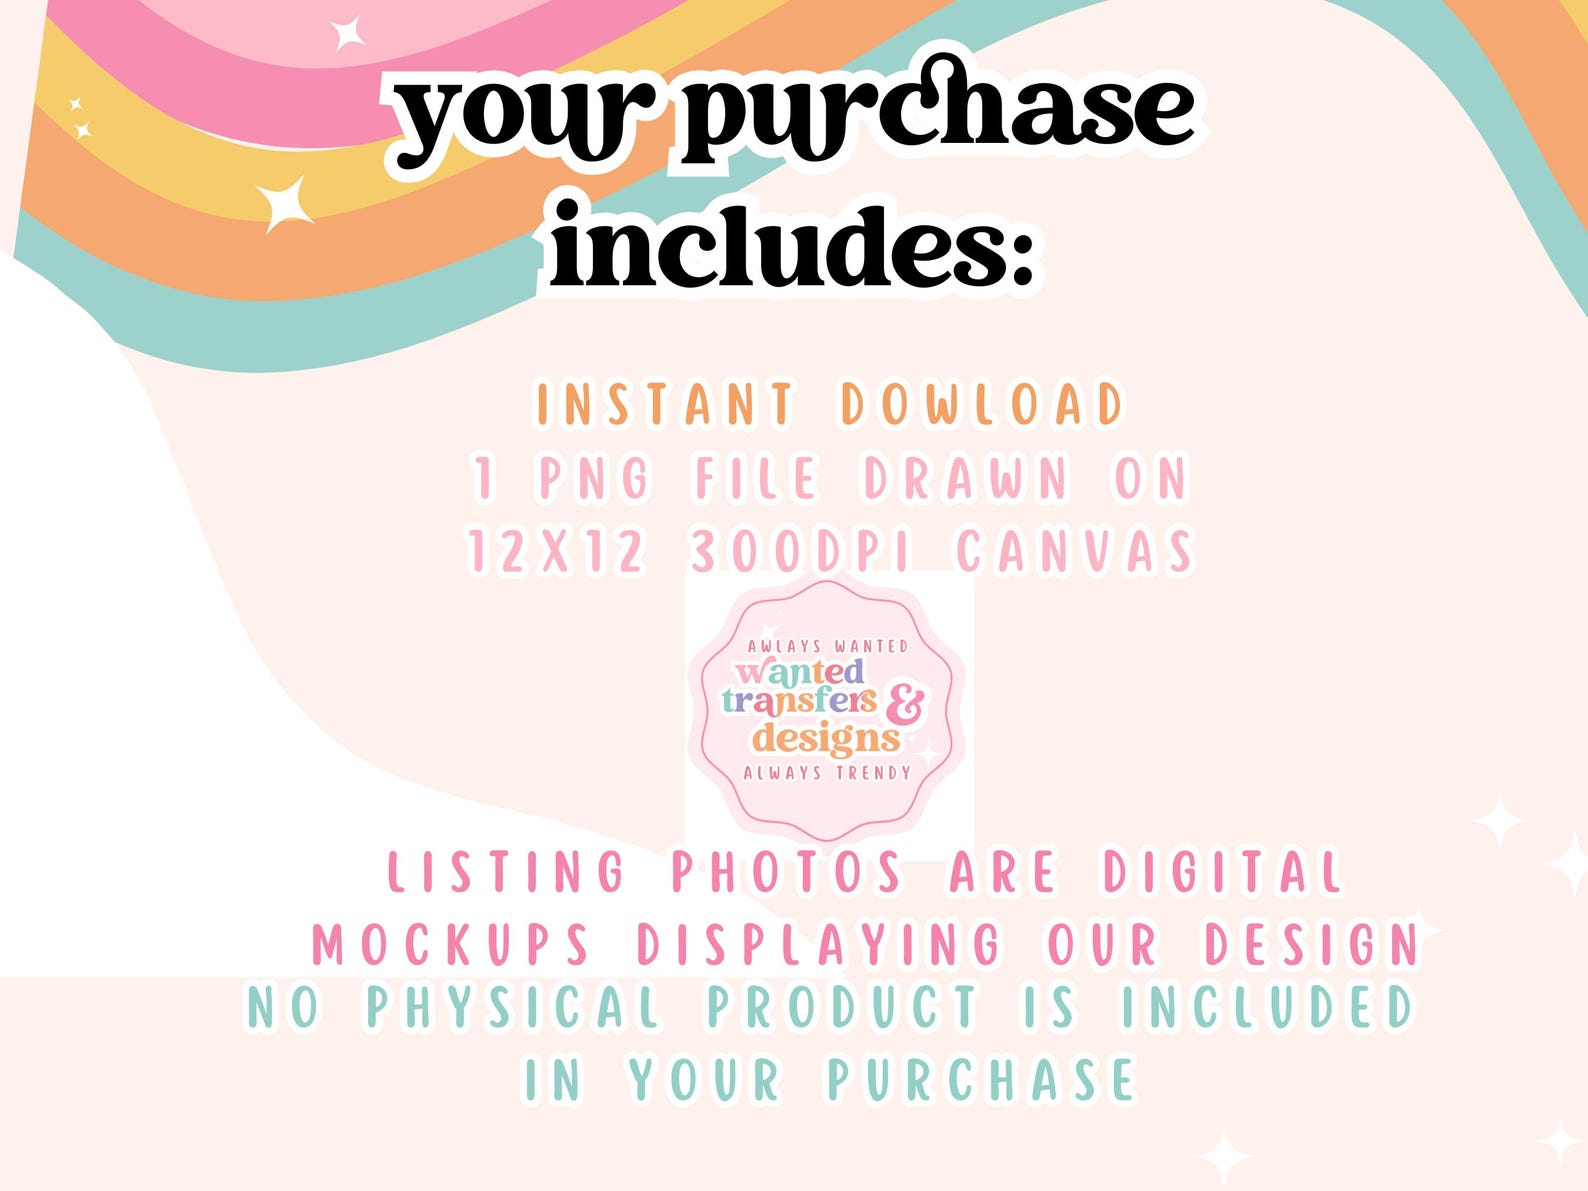 your purchase
includes:
INSTANT DOWLOAD
1 PNG FILE DRAWN ON
12X12 300DPI CANVAS
AWLAYS WANTED
wanted
transfers &
designs
ALWAYS TRENDY
LISTING PHOTOS ARE DIGITAL
MOCKUPS DISPLAYING OUR DESIGN
NO PHYSICAL PRODUCT IS INCLUDED
IN YOUR PURCHASE